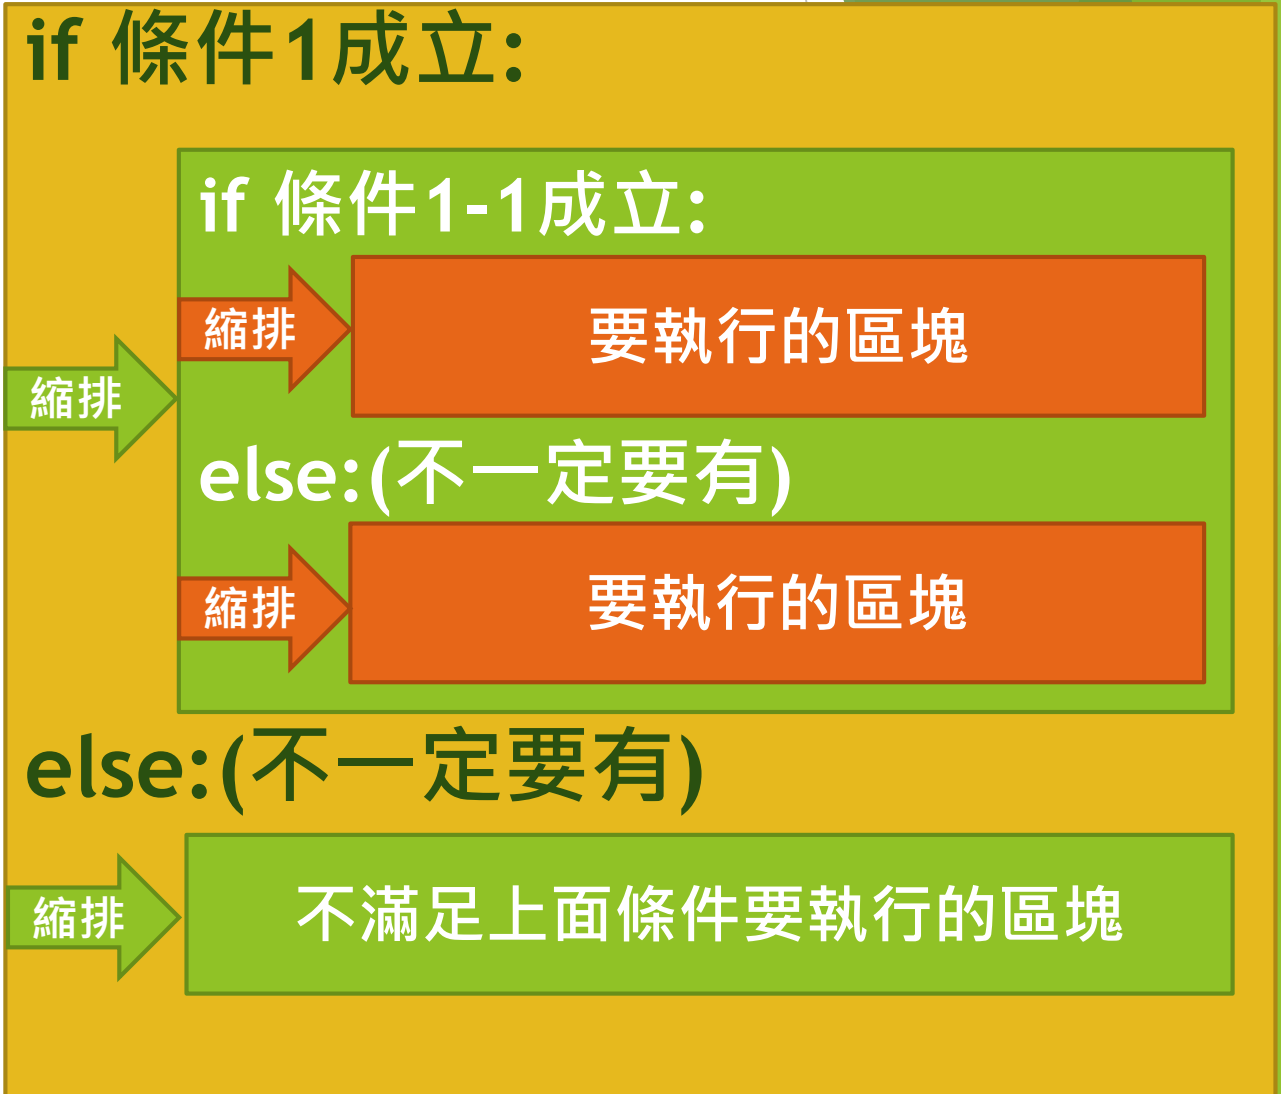 if 條件1成立:
if 條件1-1成立:
縮排
要執行的區塊
縮排
else:(不一定要有)
縮排
要執行的區塊
else:(不一定要有)
縮排
不滿足上面條件要執行的區塊